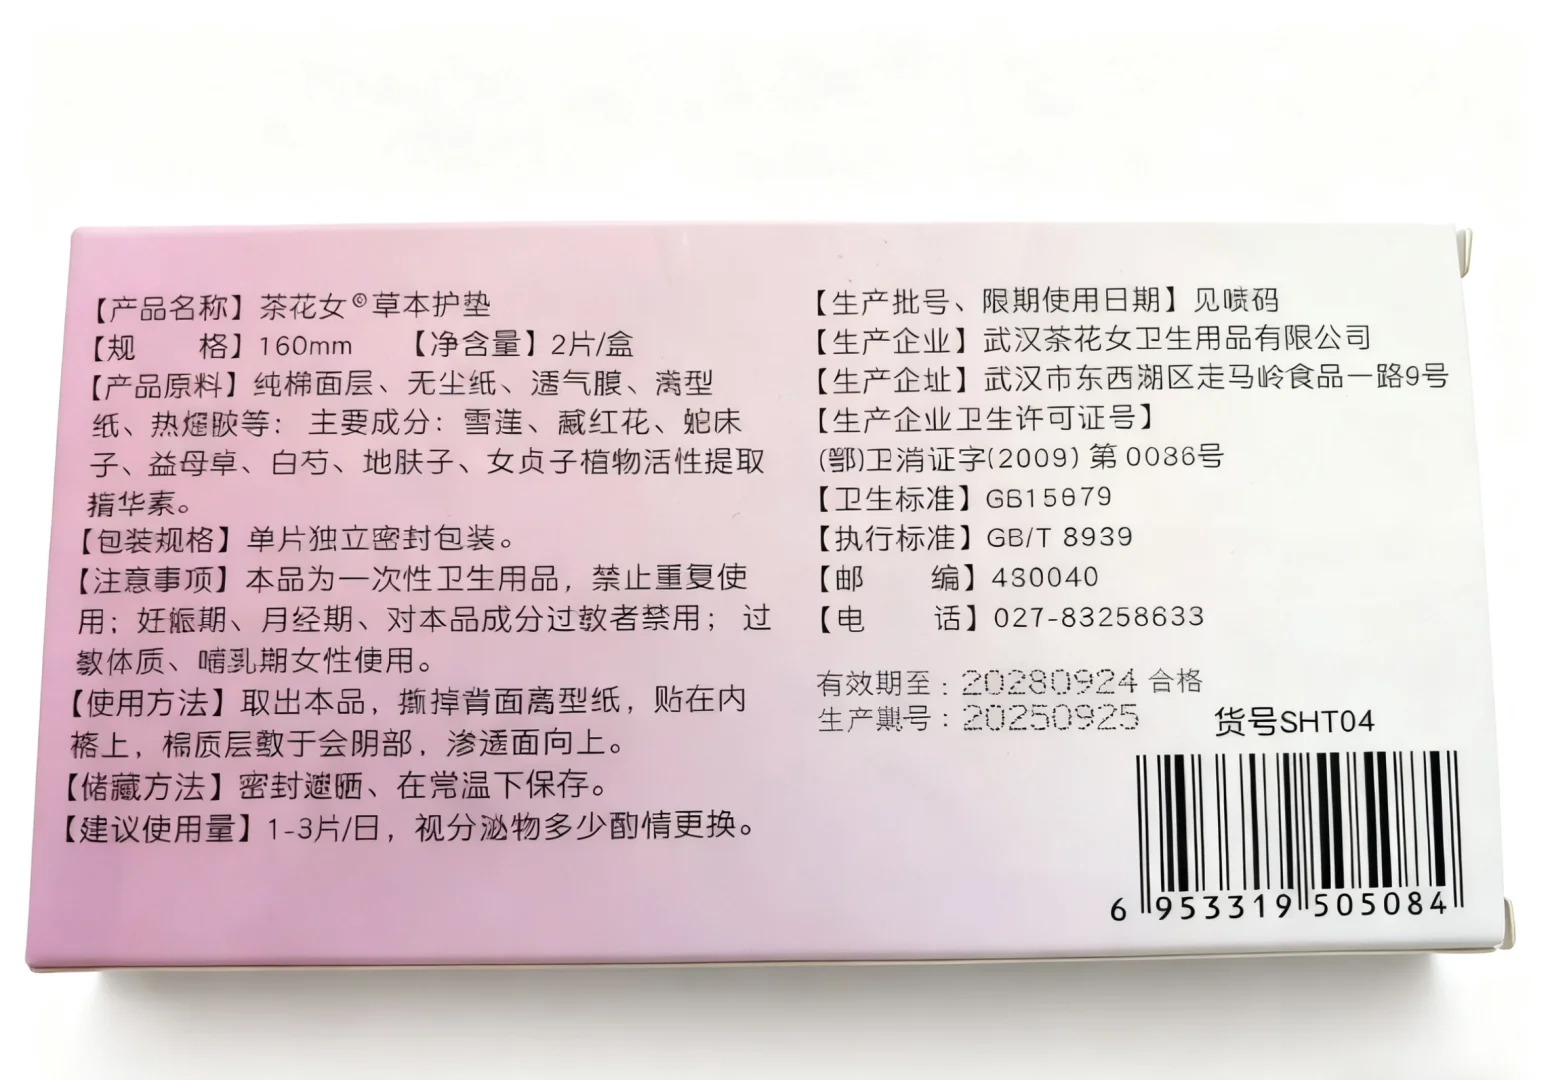 【产品名称】茶花女®草本护垫
【规 格】160mm 【净含量】2片/盒
【产品原料】纯棉面层、无尘纸、透气膜、离型
纸、热熔胶等；主要成分：雪莲、藏红花、蛇床
子、益母草、白芍、地肤子、女贞子植物活性提取
精华素。
【包装规格】单片独立密封包装。
【注意事项】本品为一次性卫生用品，禁止重复使
用；妊娠期、月经期、对本品成分过敏者禁用； 过
敏体质、哺乳期女性使用。
【使用方法】取出本品，撕掉背面离型纸，贴在内
裤上，棉质层敷于会阴部，渗透面向上。
【储藏方法】密封避晒、在常温下保存。
【建议使用量】1-3片/日，视分泌物多少酌情更换。
【生产批号、限期使用日期】见喷码
【生产企业】武汉茶花女卫生用品有限公司
【生产企址】武汉市东西湖区走马岭食品一路9号
【生产企业卫生许可证号】
(鄂)卫消证字(2009) 第 0086号
【卫生标准】GB15979
【执行标准】GB/T 8939
【邮 编】430040
【电 话】027-83258633
有效期至：20280924 合格
生产期号：20250925
货号SHT04
6 953319 505084